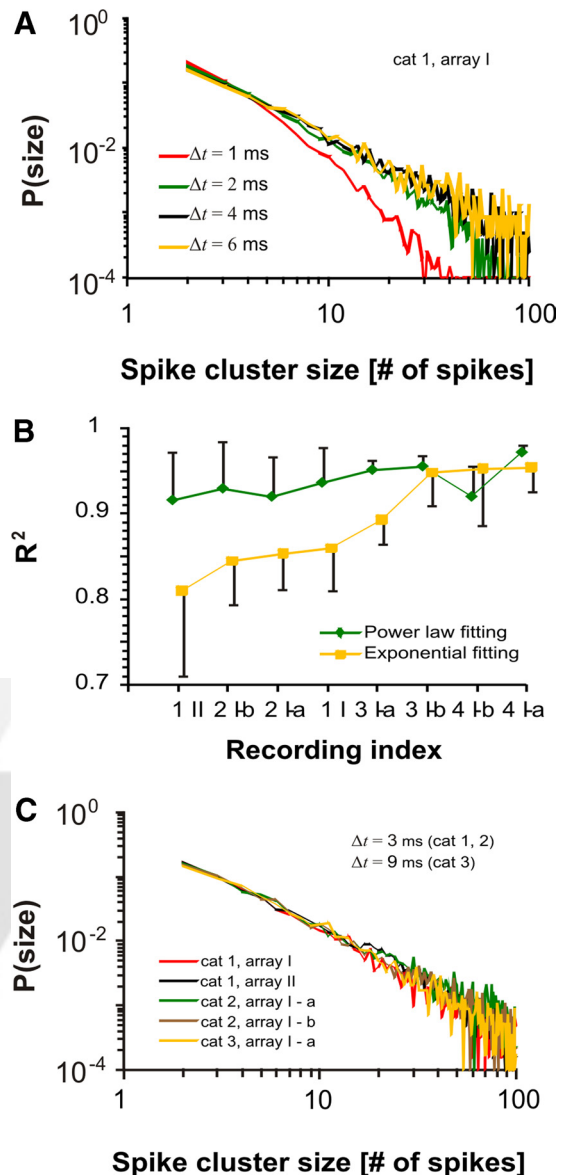 A
10^0
10^-2
10^-4
P(size)
cat 1, array I
Δt = 1 ms
Δt = 2 ms
Δt = 4 ms
Δt = 6 ms
1 10 100
Spike cluster size [# of spikes]
B
1
0.9
0.8
0.7
R^2
Power law fitting
Exponential fitting
1 II 2 I-b 2 I-a 1 I 3 I-a 3 I-b 4 I-b 4 I-a
Recording index
C
10^0
10^-2
10^-4
P(size)
Δt = 3 ms (cat 1, 2)
Δt = 9 ms (cat 3)
cat 1, array I
cat 1, array II
cat 2, array I - a
cat 2, array I - b
cat 3, array I - a
1 10 100
Spike cluster size [# of spikes]